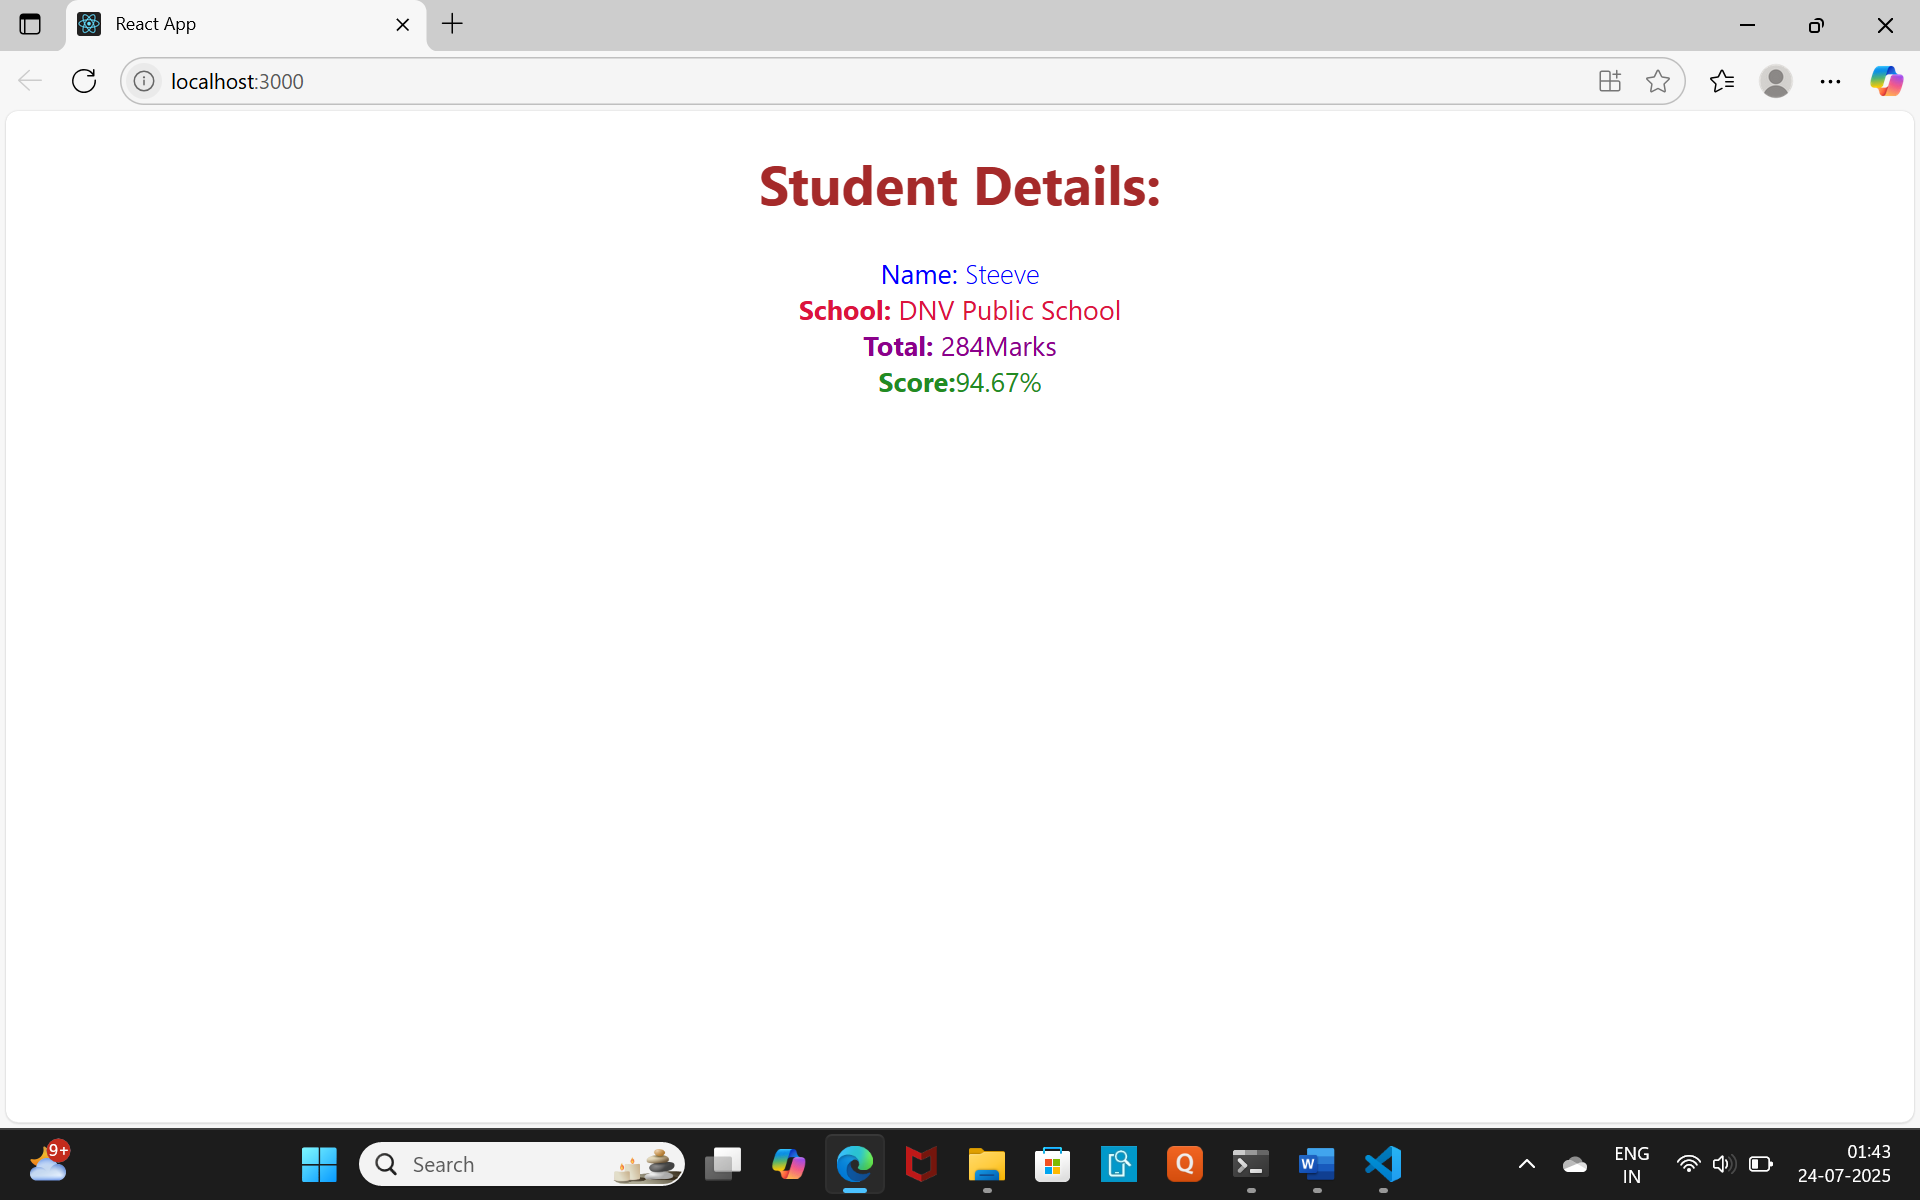 React App
localhost:3000
Student Details:
Name: Steeve
School: DNV Public School
Total: 284Marks
Score:94.67%
9+
Search
Q
W
ENG
IN
01:43
24-07-2025